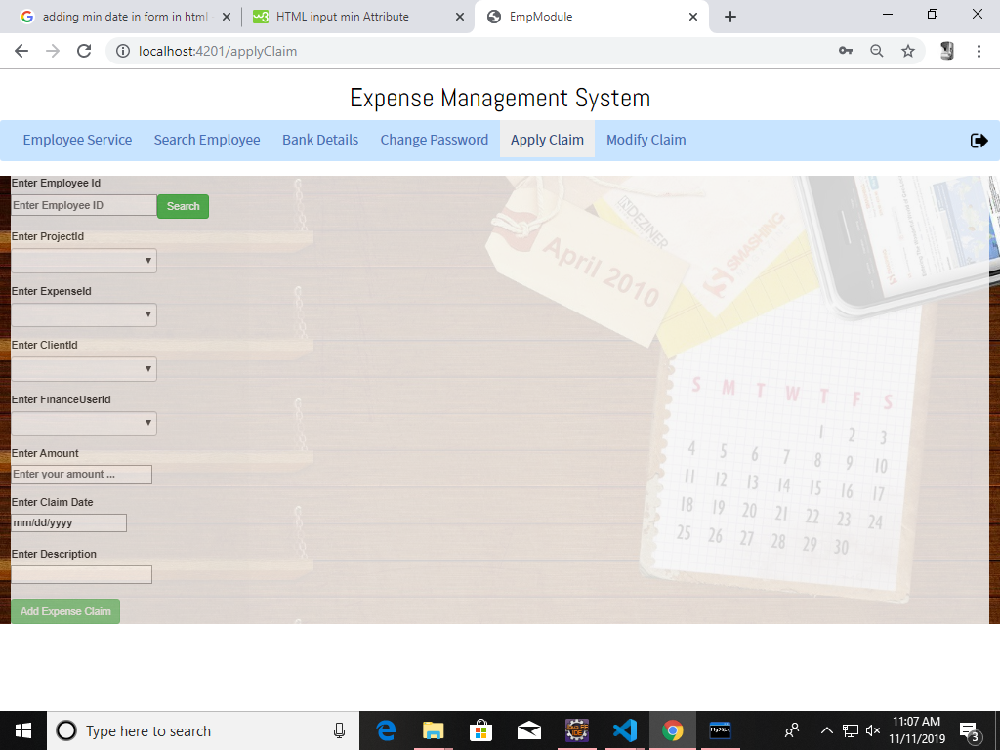 adding min date in form in html
HTML input min Attribute
EmpModule
localhost:4201/applyClaim
Expense Management System
Employee Service
Search Employee
Bank Details
Change Password
Apply Claim
Modify Claim
Enter Employee Id
Enter Employee ID
Search
Enter ProjectId
Enter ExpenseId
Enter ClientId
Enter FinanceUserId
Enter Amount
Enter your amount ...
Enter Claim Date
mm/dd/yyyy
Enter Description
Add Expense Claim
DEZINER
SMASHING
April 2010
S M T W T F S
1 2 3
4 5 6 7 8 9 10
11 12 13 14 15 16 17
18 19 20 21 22 23 24
25 26 27 28 29 30
Type here to search
Java EE
IDE
MySQL
11:07 AM
11/11/2019
3